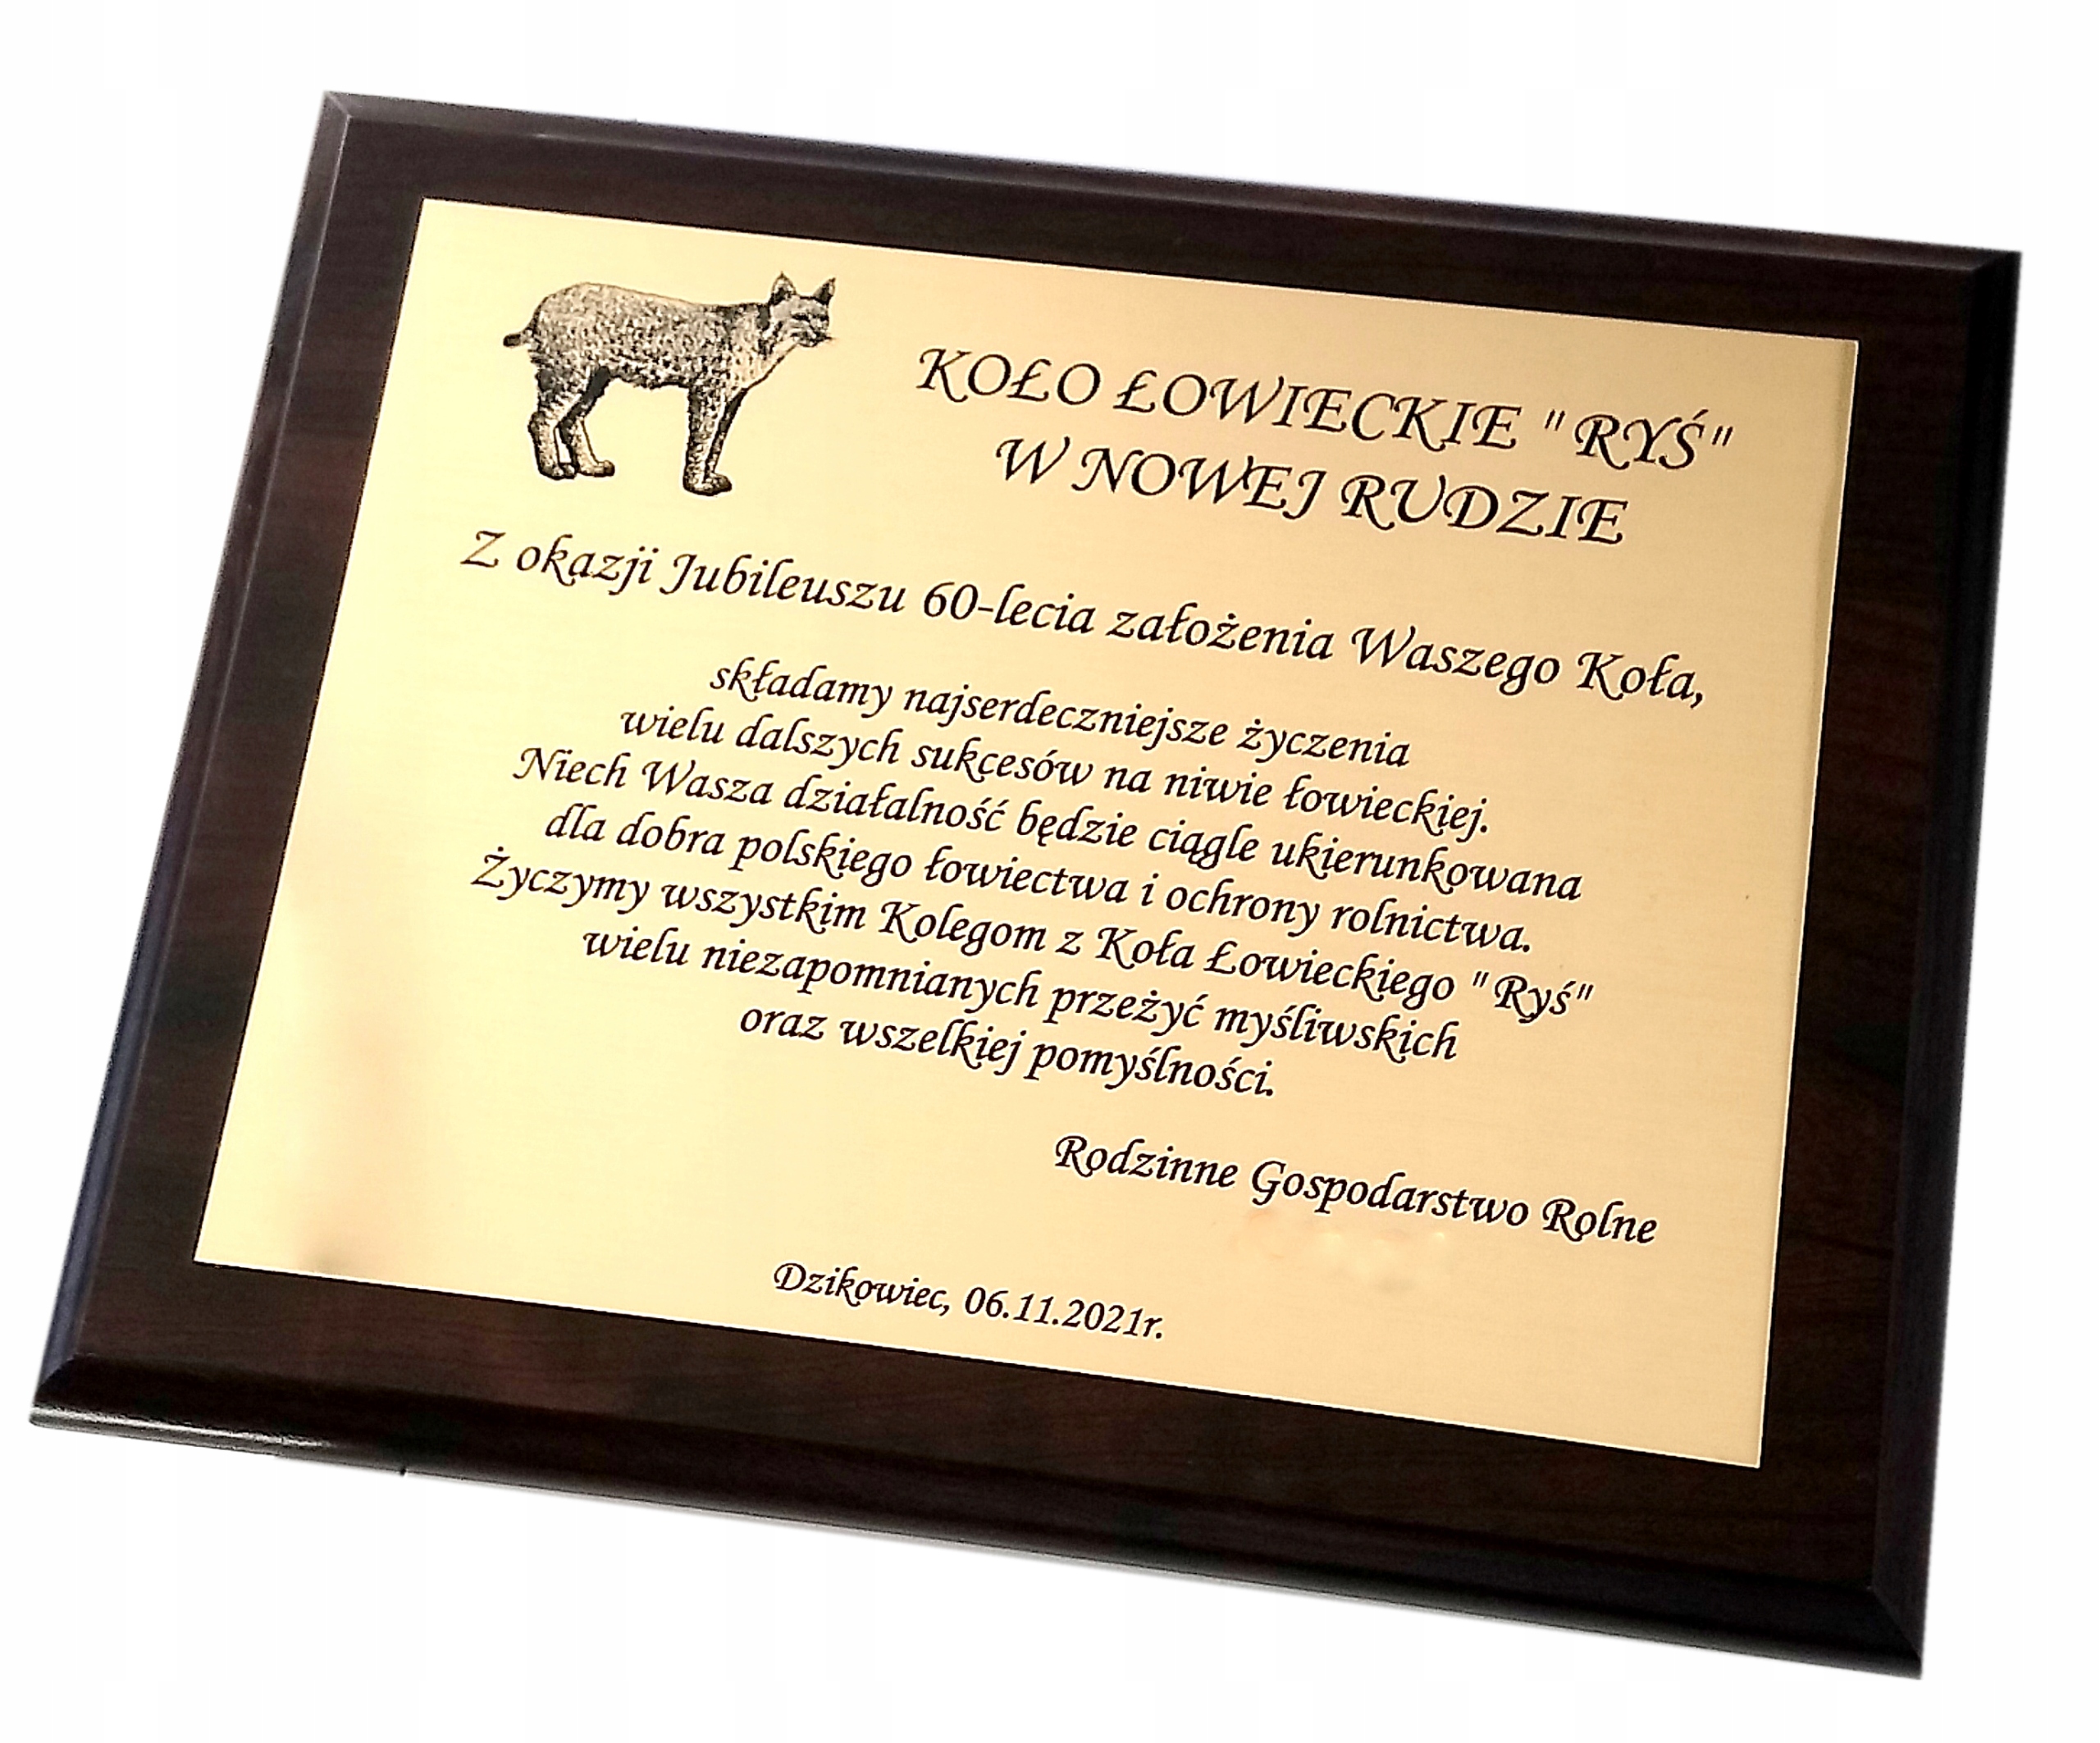 KOŁO ŁOWIECKIE "RYŚ"
W NOWEJ RUDZIE
Z okazji Jubileuszu 60-lecia założenia Waszego Koła,
składamy najserdeczniejsze życzenia
wielu dalszych sukcesów na niwie łowieckiej.
Niech Wasza działalność będzie ciągle ukierunkowana
dla dobra polskiego łowiectwa i ochrony rolnictwa.
Życzymy wszystkim Kolegom z Koła Łowieckiego "Ryś"
wielu niezapomnianych przeżyć myśliwskich
oraz wszelkiej pomyślności.
Rodzinne Gospodarstwo Rolne
Dzikowiec, 06.11.2021r.